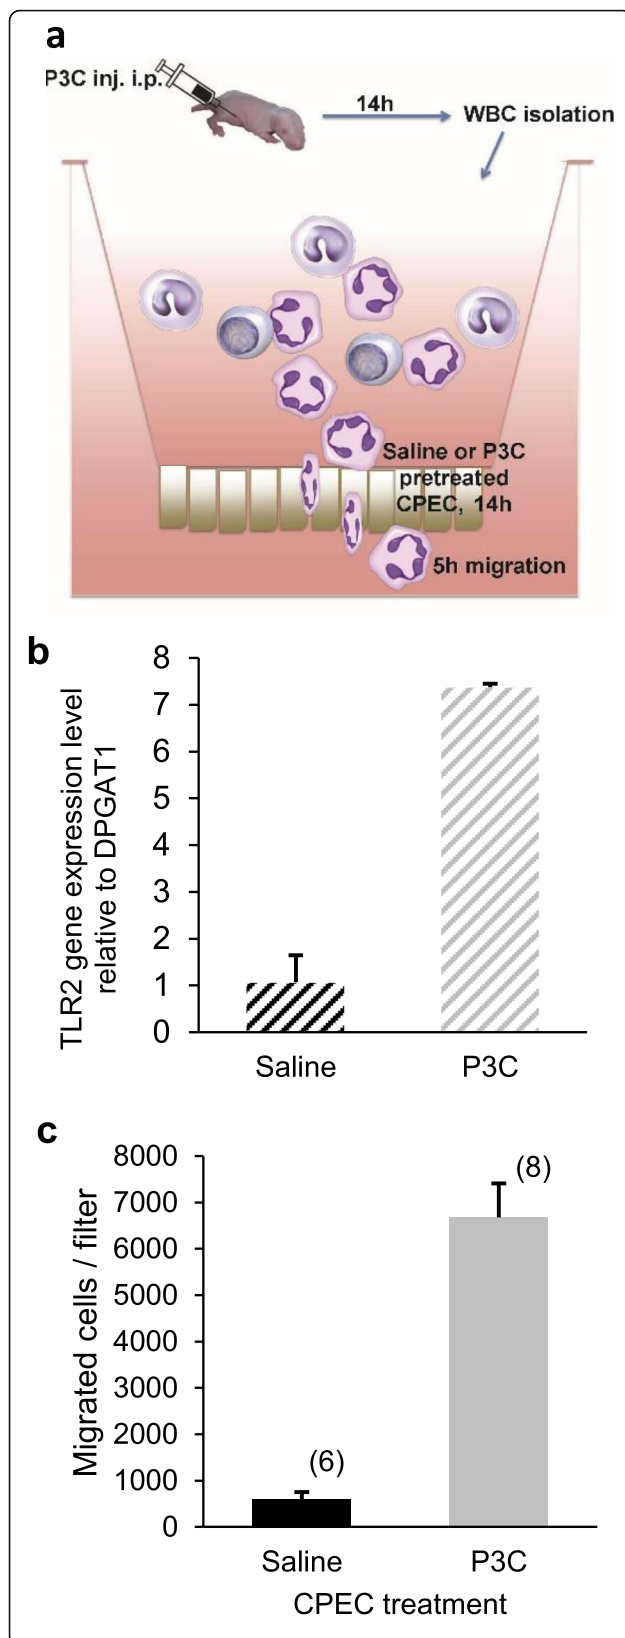 a
P3C inj. i.p.
14h
WBC isolation
Saline or P3C
pretreated
CPEC, 14h
5h migration
b
TLR2 gene expression level
relative to DPGAT1
8
7
6
5
4
3
2
1
0
Saline
P3C
c
Migrated cells / filter
8000
7000
6000
5000
4000
3000
2000
1000
0
(6)
(8)
Saline
P3C
CPEC treatment